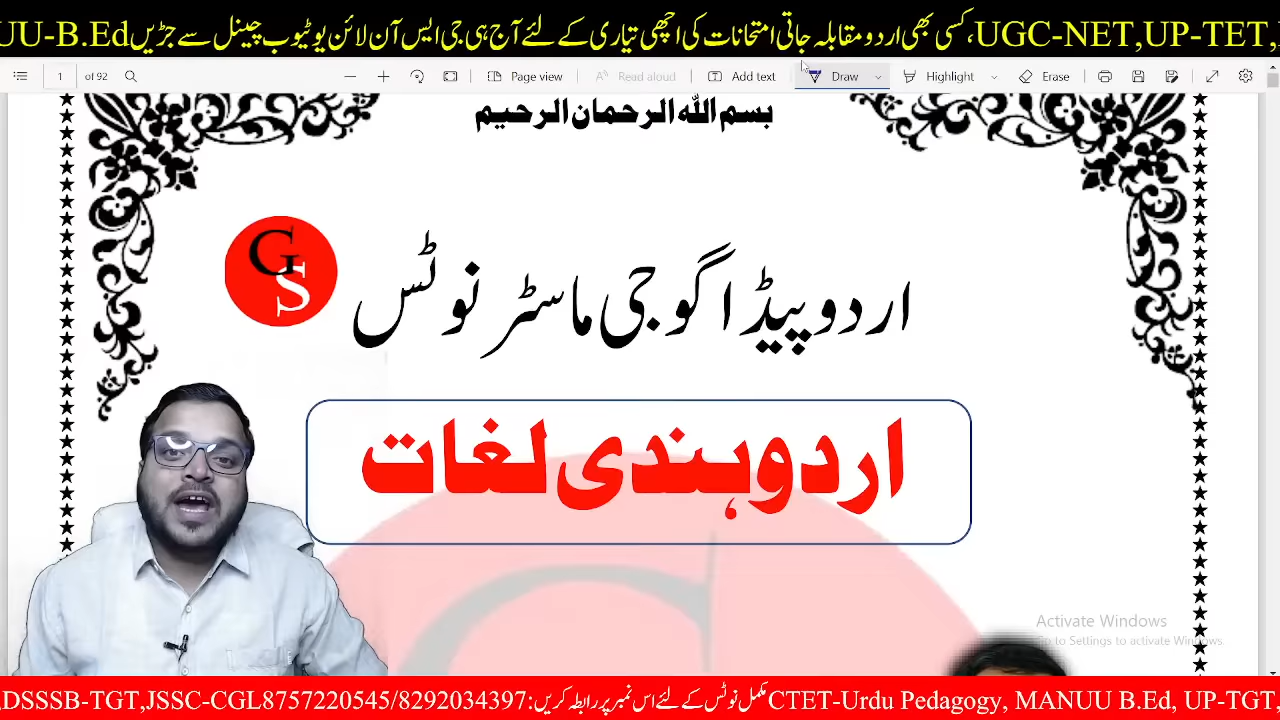 UGC-NET,UP-TET, کسی بھی اردو مقابلہ جاتی امتحانات کی اچھی تیاری کے لئے آج ہی جی ایس آن لائن یوٹیوب چینل سے جڑیں، UU-B.Ed
1 of 92 Page view Read aloud Add text Draw Highlight Erase
بسم اللہ الرحمان الرحیم
G
S
اردو پیڈاگوجی ماسٹر نوٹس
اردو ہندی لغات
Activate Windows
Go to Settings to activate Windows.
CTET-Urdu Pedagogy, MANUU B.Ed, UP-TGT, مکمل نوٹس کے لئے اس نمبر پر رابطہ کریں: 8757220545/8292034397 DSSSB-TGT,JSSC-CGL